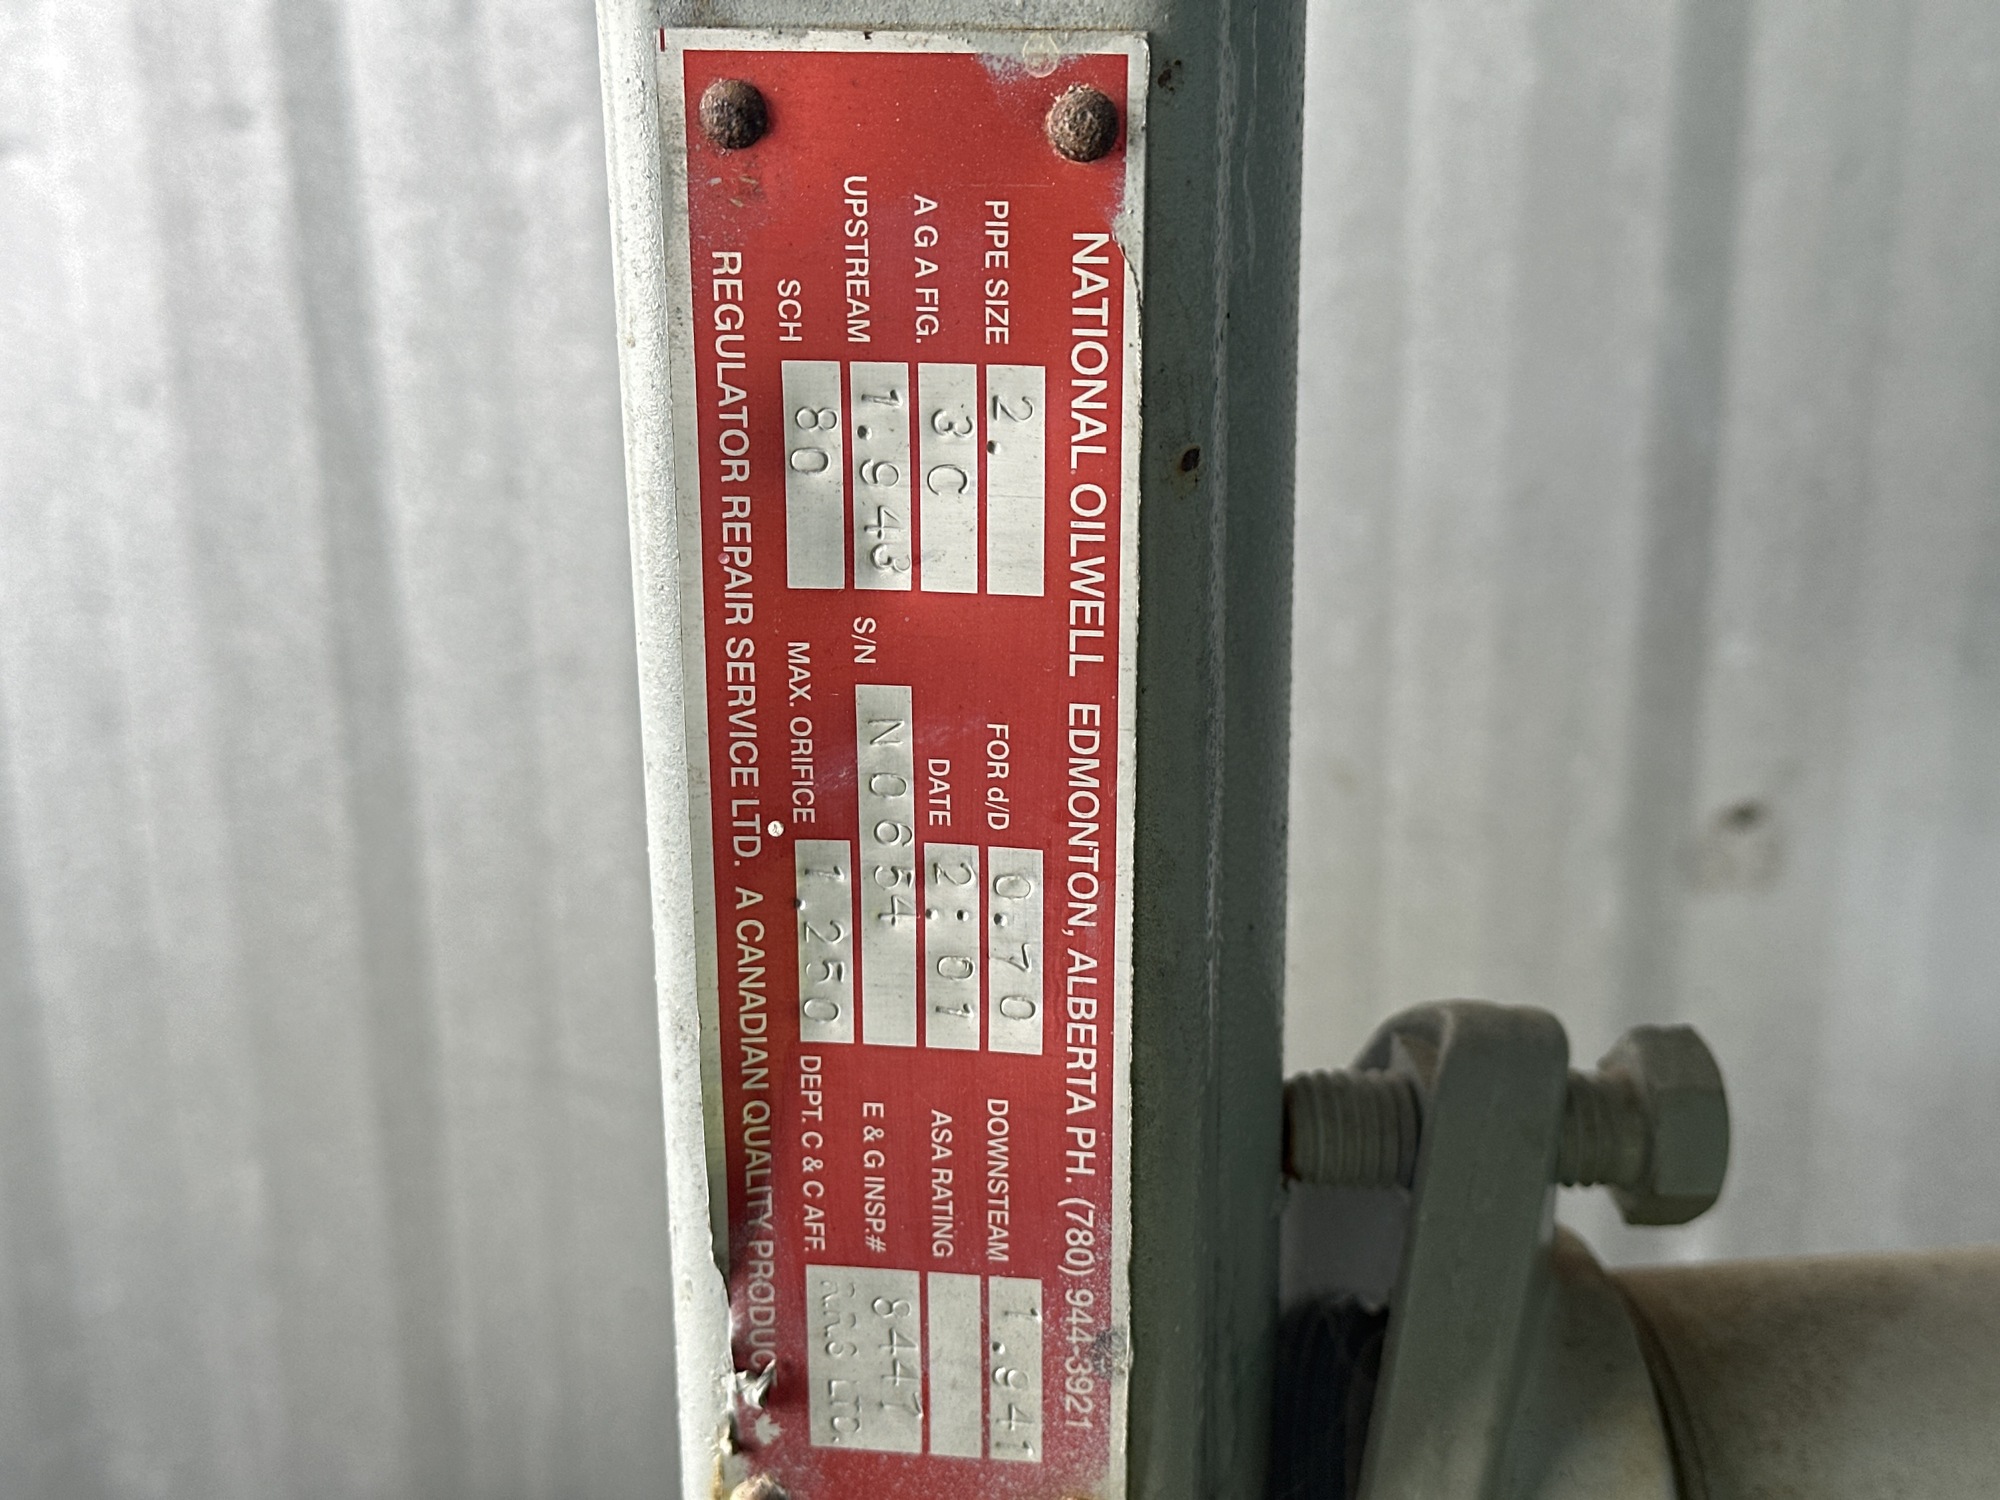 NATIONAL OILWELL EDMONTON, ALBERTA PH. (780) 944-3921
PIPE SIZE 2. FOR d/D 0.70 DOWNSTEAM 1.941
A G A FIG. 3C DATE 2:01 ASA RATING
UPSTREAM 1.943 S/N N0654 E & G INSP.# 8447
SCH 80 MAX. ORIFICE 1.250 DEPT. C & C AFF. LTD.
REGULATOR REPAIR SERVICE LTD. A CANADIAN QUALITY PRODUCT